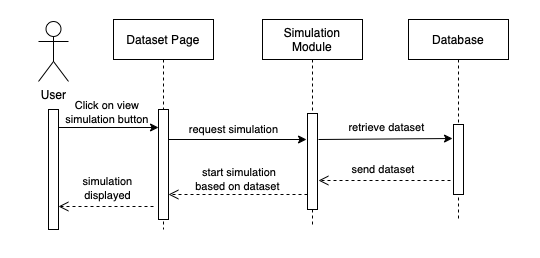 Dataset Page
Simulation
Module
Database
User
Click on view
simulation button
request simulation
retrieve dataset
send dataset
start simulation
based on dataset
simulation
displayed